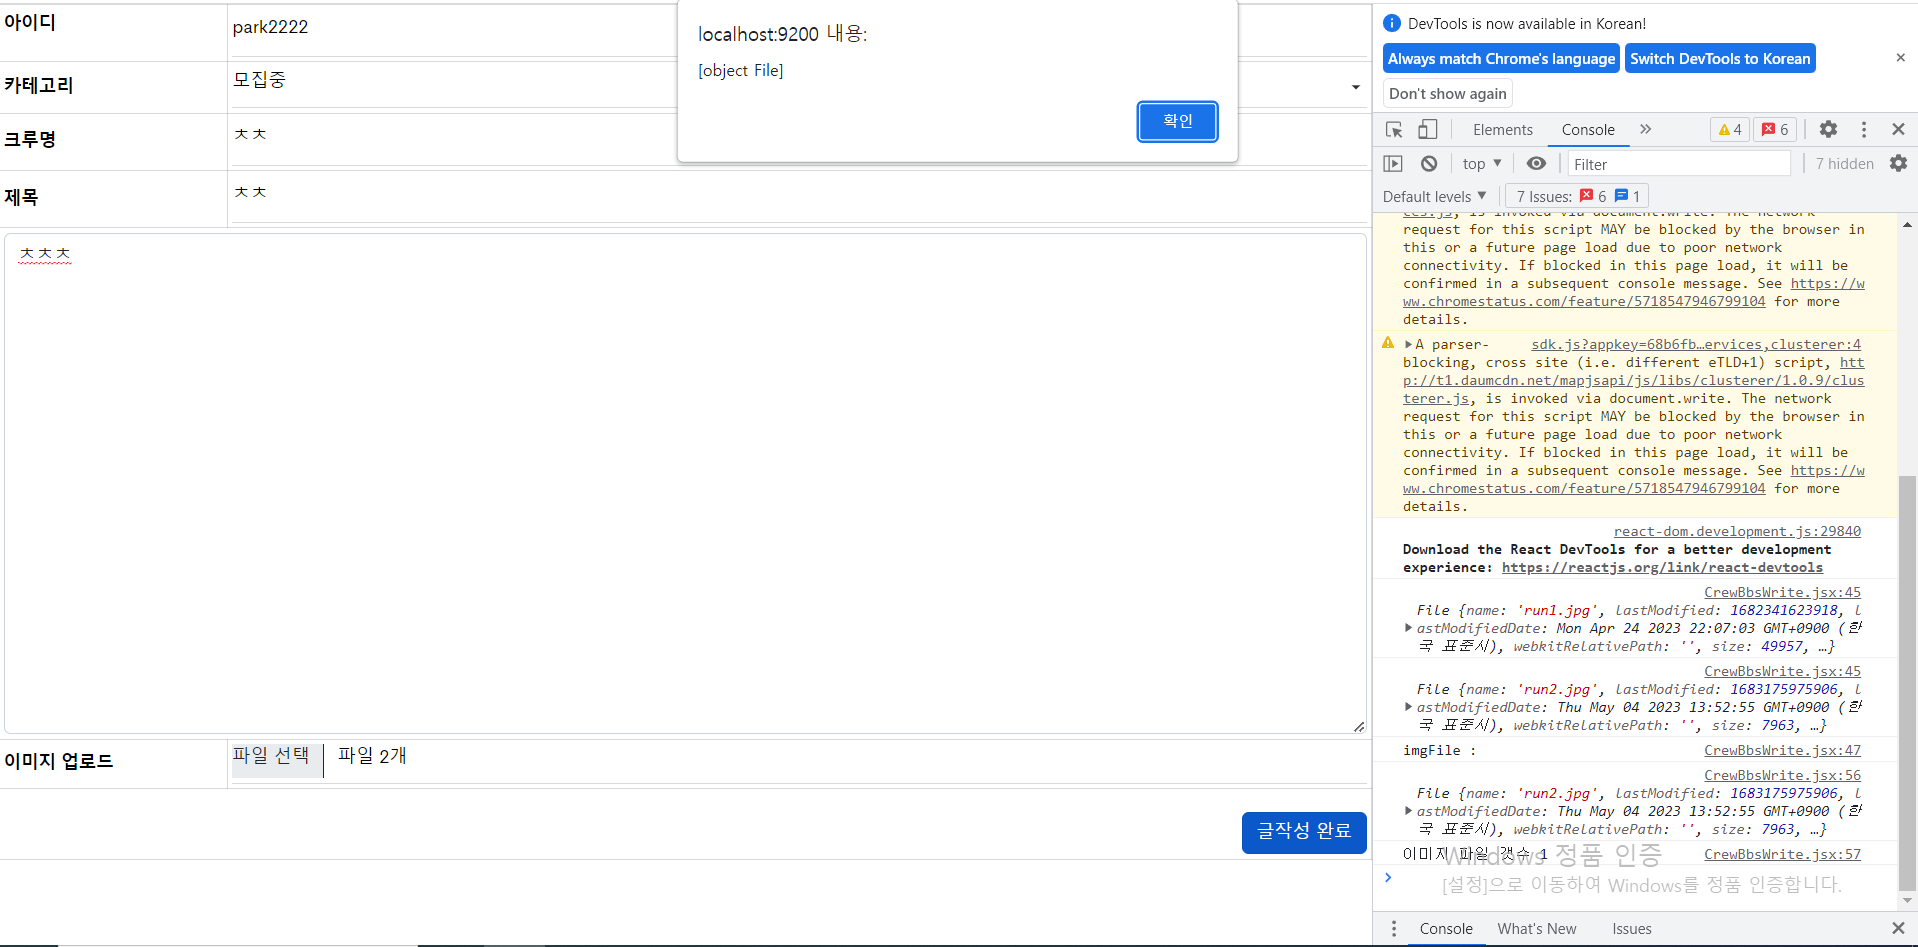 아이디
park2222
카테고리
모집중
크루명
ㅊㅊ
제목
ㅊㅊ
ㅊㅊㅊ
이미지 업로드
파일 선택 파일 2개
글작성 완료
localhost:9200 내용:
[object File]
확인
DevTools is now available in Korean!
Always match Chrome's language
Switch DevTools to Korean
Don't show again
Elements Console 4 6
top Filter 7 hidden
Default levels 7 Issues: 6 1
ces.js, is invoked via document.write. The network
request for this script MAY be blocked by the browser in
this or a future page load due to poor network
connectivity. If blocked in this page load, it will be
confirmed in a subsequent console message. See https://w
ww.chromestatus.com/feature/5718547946799104 for more
details.
A parser- sdk.js?appkey=68b6fb…ervices,clusterer:4
blocking, cross site (i.e. different eTLD+1) script, htt
p://t1.daumcdn.net/mapjsapi/js/libs/clusterer/1.0.9/clus
terer.js, is invoked via document.write. The network
request for this script MAY be blocked by the browser in
this or a future page load due to poor network
connectivity. If blocked in this page load, it will be
confirmed in a subsequent console message. See https://w
ww.chromestatus.com/feature/5718547946799104 for more
details.
react-dom.development.js:29840
Download the React DevTools for a better development
experience: https://reactjs.org/link/react-devtools
CrewBbsWrite.jsx:45
File {name: 'run1.jpg', lastModified: 1682341623918, l
astModifiedDate: Mon Apr 24 2023 22:07:03 GMT+0900 (한
국 표준시), webkitRelativePath: '', size: 49957, …}
CrewBbsWrite.jsx:45
File {name: 'run2.jpg', lastModified: 1683175975906, l
astModifiedDate: Thu May 04 2023 13:52:55 GMT+0900 (한
국 표준시), webkitRelativePath: '', size: 7963, …}
imgFile : CrewBbsWrite.jsx:47
CrewBbsWrite.jsx:56
File {name: 'run2.jpg', lastModified: 1683175975906, l
astModifiedDate: Thu May 04 2023 13:52:55 GMT+0900 (한
국 표준시), webkitRelativePath: '', size: 7963, …}
이미지 파일 갯수 1 CrewBbsWrite.jsx:57
Windows 정품 인증
[설정]으로 이동하여 Windows를 정품 인증합니다.
Console What's New Issues